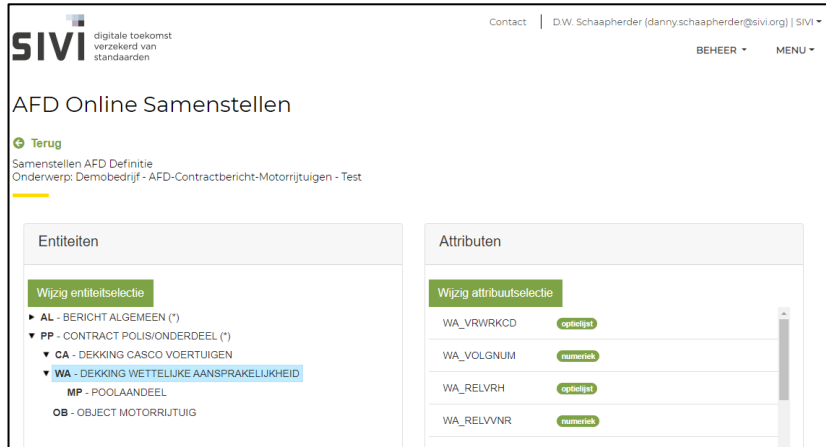 Contact D.W. Schaapherder (danny.schaapherder@sivi.org) | SIVI
SIVI
digitale toekomst
verzekerd van
standaarden
BEHEER MENU
AFD Online Samenstellen
Terug
Samenstellen AFD Definitie
Onderwerp: Demobedrijf - AFD-Contractbericht-Motorrijtuigen - Test
Entiteiten
Wijzig entiteitselectie
AL - BERICHT ALGEMEEN (*)
PP - CONTRACT POLIS/ONDERDEEL (*)
CA - DEKKING CASCO VOERTUIGEN
WA - DEKKING WETTELIJKE AANSPRAKELIJKHEID
MP - POOLAANDEEL
OB - OBJECT MOTORRIJTUIG
Attributen
Wijzig attribuutselectie
WA_VRWRKCD optielijst
WA_VOLGNUM numeriek
WA_RELVRH optielijst
WA_RELVVNR numeriek